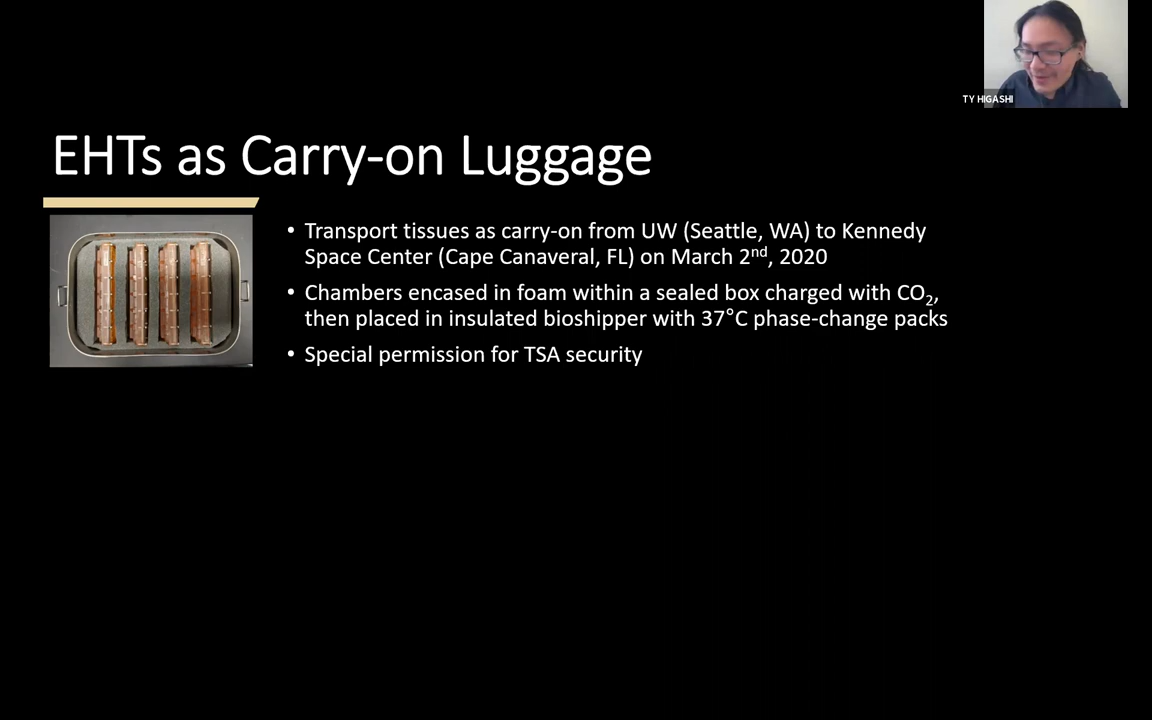 TY HIGASHI
EHTs as Carry-on Luggage
• Transport tissues as carry-on from UW (Seattle, WA) to Kennedy
Space Center (Cape Canaveral, FL) on March 2nd, 2020
• Chambers encased in foam within a sealed box charged with CO2,
then placed in insulated bioshipper with 37°C phase-change packs
• Special permission for TSA security